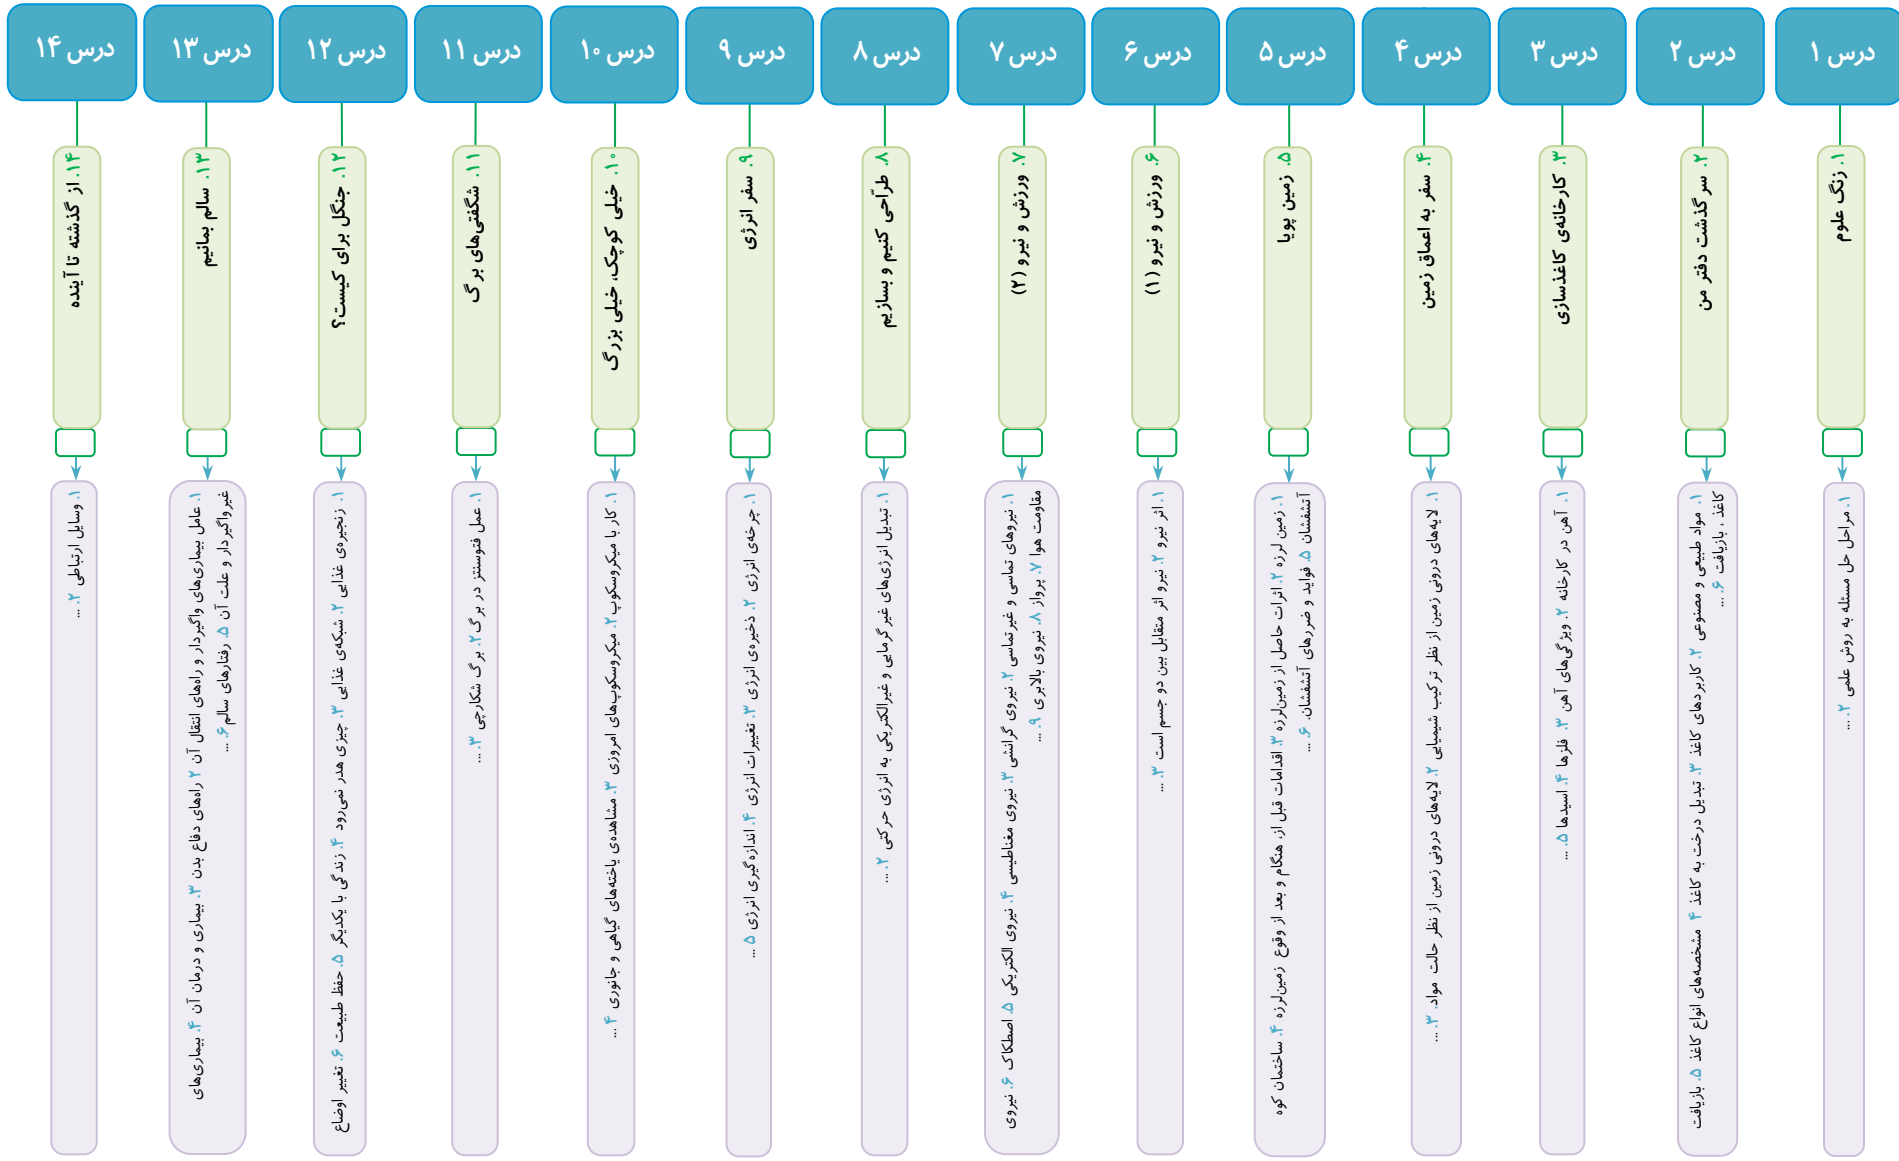 درس ۱
درس ۲
درس ۳
درس ۴
درس ۵
درس ۶
درس ۷
درس ۸
درس ۹
درس ۱۰
درس ۱۱
درس ۱۲
درس ۱۳
درس ۱۴
۱. زنگ علوم
۲. سرگذشت دفتر من
۳. کارخانه‌ی کاغذسازی
۴. سفر به اعماق زمین
۵. زمین پویا
۶. ورزش و نیرو (۱)
۷. ورزش و نیرو (۲)
۸. طرّاحی کنیم و بسازیم
۹. سفر انرژی
۱۰. خیلی کوچک، خیلی بزرگ
۱۱. شگفتی‌های برگ
۱۲. جنگل برای کیست؟
۱۳. سالم بمانیم
۱۴. از گذشته تا آینده
۱. مراحل حل مسئله به روش علمی ۲. ...
۱. مواد طبیعی و مصنوعی ۲. کاربردهای کاغذ ۳. تبدیل درخت به کاغذ ۴ مشخصه‌های انواع کاغذ ۵. بازیافت
کاغذ ، بازیافت ۶. ...
۱. آهن در کارخانه ۲. ویژگی‌های آهن ۳. فلزها ۴. اسیدها ۵. ...
۱. لایه‌های درونی زمین از نظر ترکیب شیمیایی ۲. لایه‌های درونی زمین از نظر حالت مواد. ۳. ...
۱. زمین لرزه ۲. اثرات حاصل از زمین‌لرزه ۳. اقدامات قبل از، هنگام و بعد از وقوع زمین‌لرزه ۴. ساختمان کوه
آتشفشان ۵. فواید و ضررهای آتشفشان. ۶. ...
۱. اثر نیرو ۲. نیرو اثر متقابل بین دو جسم است ۳. ...
۱. نیروهای تماسی و غیرتماسی ۲. نیروی گرانشی ۳. نیروی مغناطیسی ۴. نیروی الکتریکی ۵. اصطکاک ۶. نیروی
مقاومت هوا ۷. پرواز ۸. نیروی بالابری ۹. ...
۱. تبدیل انرژی‌های غیر گرمایی و غیرالکتریکی به انرژی حرکتی ۲. ...
۱. چرخه‌ی انرژی ۲. ذخیره‌ی انرژی ۳. تغییرات انرژی ۴. اندازه‌گیری انرژی ۵ ...
۱. کار با میکروسکوپ ۲. میکروسکوپ‌های امروزی ۳. مشاهده‌ی یاخته‌های گیاهی و جانوری ۴ ...
۱. عمل فتوسنتز در برگ ۲. برگ شکارچی ۳. ...
۱. زنجیره‌ی غذایی ۲. شبکه‌ی غذایی ۳. چیزی هدر نمی‌رود ۴. زندگی با یکدیگر ۵. حفظ طبیعت ۶. تغییر اوضاع
۱. عامل بیماری‌های واگیردار و راه‌های انتقال آن ۲ راه‌های دفاع بدن ۳. بیماری و درمان آن ۴. بیماری‌های
غیرواگیردار و علت آن ۵. رفتارهای سالم ۶. ...
۱. وسایل ارتباطی ۲. ...